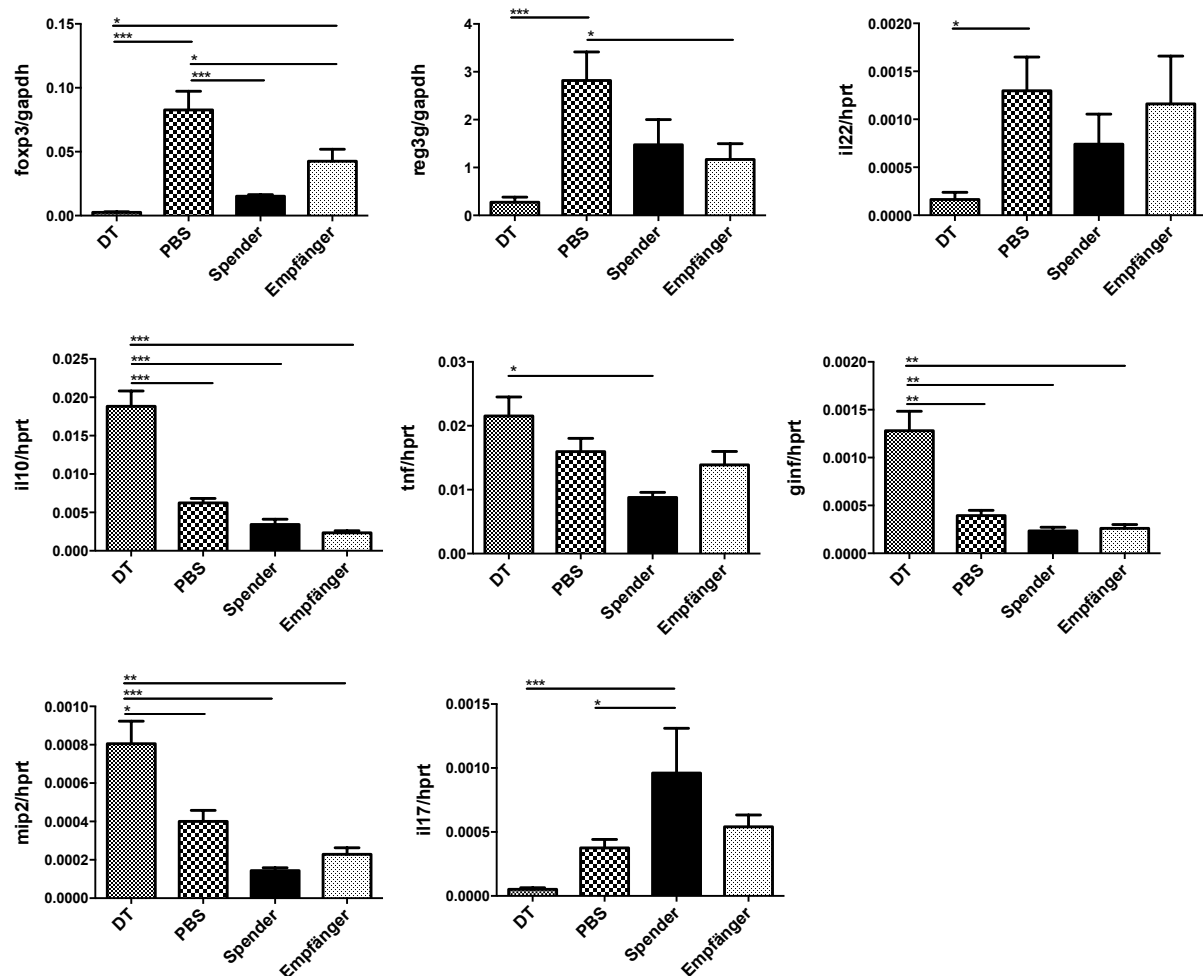 foxp3/gapdh
0.15
0.10
0.05
0.00
*
***
*
***
DT
PBS
Spender
Empfänger
reg3g/gapdh
4
3
2
1
0
***
*
DT
PBS
Spender
Empfänger
il22/hprt
0.0020
0.0015
0.0010
0.0005
0.0000
*
DT
PBS
Spender
Empfänger
il10/hprt
0.025
0.020
0.015
0.010
0.005
0.000
***
***
***
DT
PBS
Spender
Empfänger
tnf/hprt
0.03
0.02
0.01
0.00
*
DT
PBS
Spender
Empfänger
ginf/hprt
0.0020
0.0015
0.0010
0.0005
0.0000
**
**
**
DT
PBS
Spender
Empfänger
mip2/hprt
0.0010
0.0008
0.0006
0.0004
0.0002
0.0000
**
***
*
DT
PBS
Spender
Empfänger
il17/hprt
0.0015
0.0010
0.0005
0.0000
***
*
DT
PBS
Spender
Empfänger